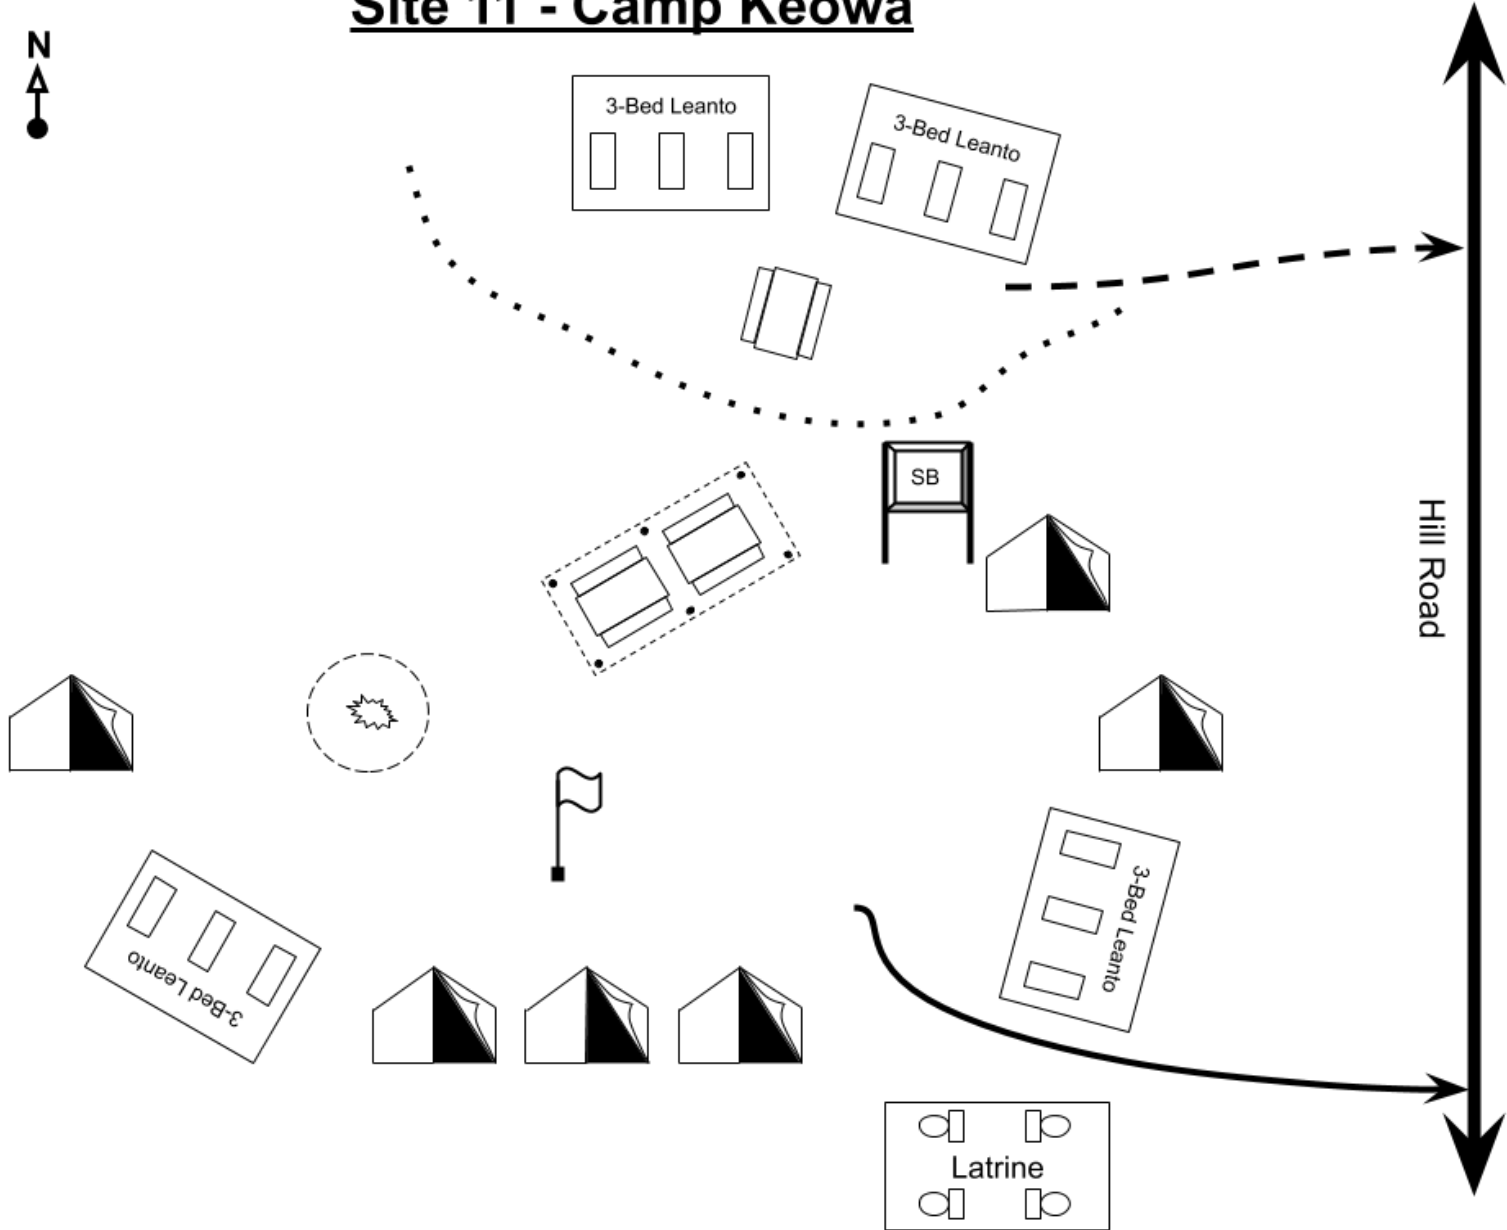 Site 11 - Camp Keowa
N
3-Bed Leanto
3-Bed Leanto
SB
Hill Road
3-Bed Leanto
3-Bed Leanto
Latrine